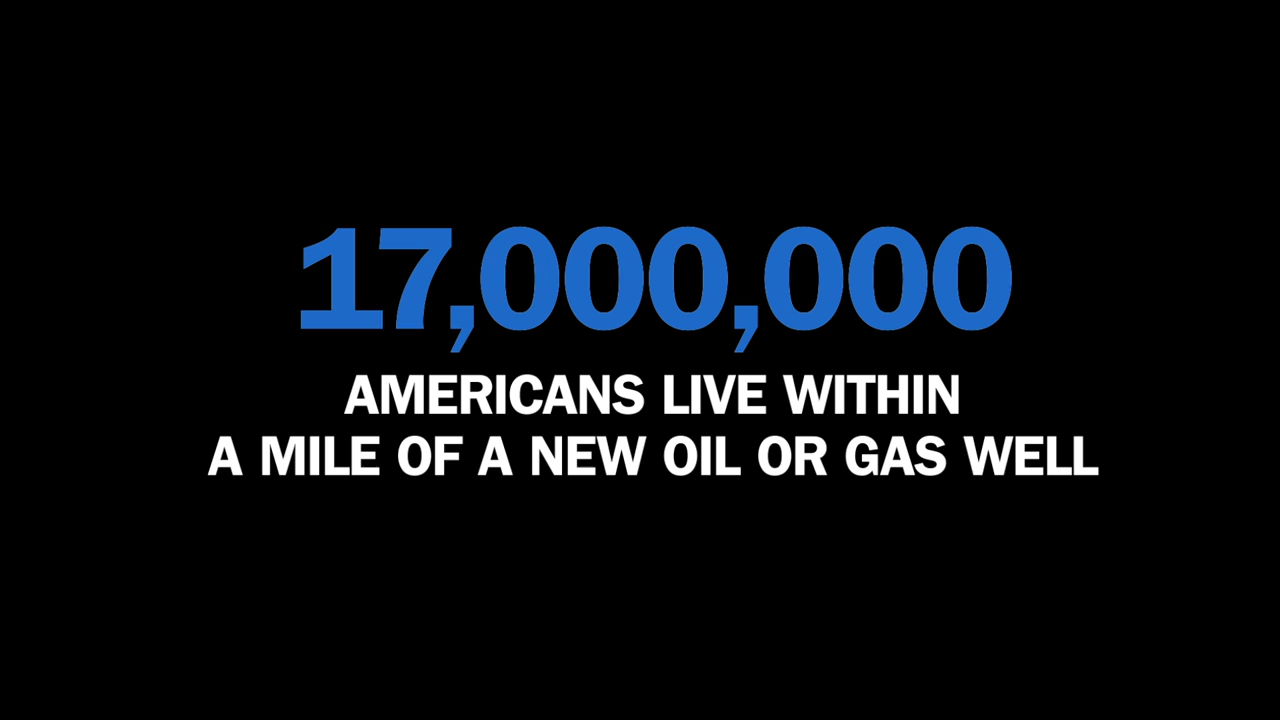 17,000,000
AMERICANS LIVE WITHIN
A MILE OF A NEW OIL OR GAS WELL